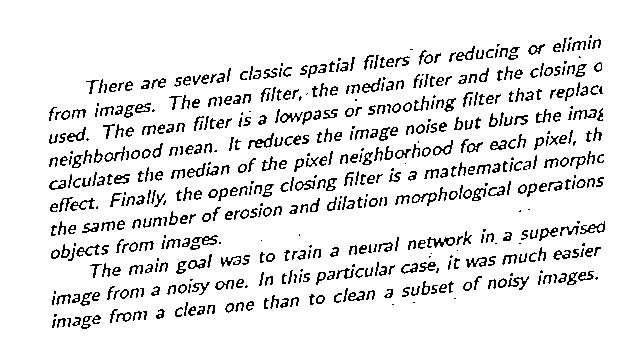 There are several classic spatial filters for reducing or elimin
from images. The mean filter, the median filter and the closing o
used. The mean filter is a lowpass or smoothing filter that replac
neighborhood mean. It reduces the image noise but blurs the imag
calculates the median of the pixel neighborhood for each pixel, th
effect. Finally, the opening closing filter is a mathematical morpho
the same number of erosion and dilation morphological operations
objects from images.
The main goal was to train a neural network in a supervised
image from a noisy one. In this particular case, it was much easier
image from a clean one than to clean a subset of noisy images.